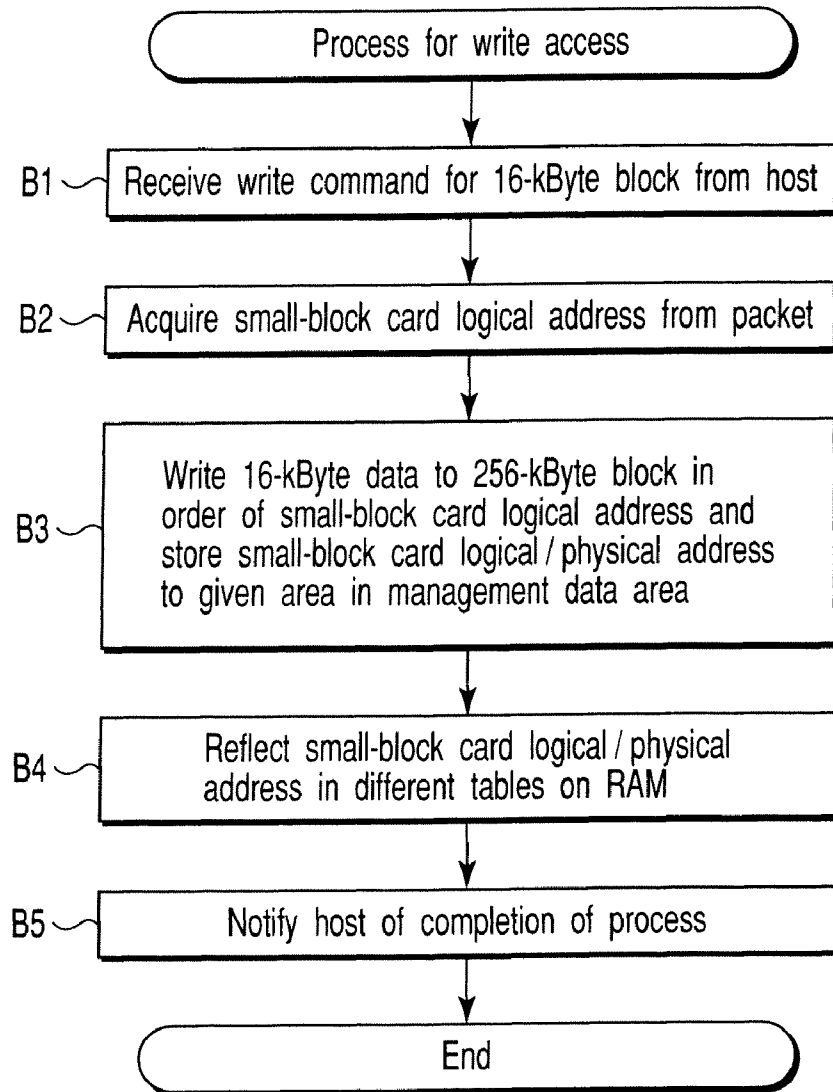 Process for write access
B1
Receive write command for 16-kByte block from host
B2
Acquire small-block card logical address from packet
B3
Write 16-kByte data to 256-kByte block in
order of small-block card logical address and
store small-block card logical/physical address
to given area in management data area
B4
Reflect small-block card logical/physical
address in different tables on RAM
B5
Notify host of completion of process
End